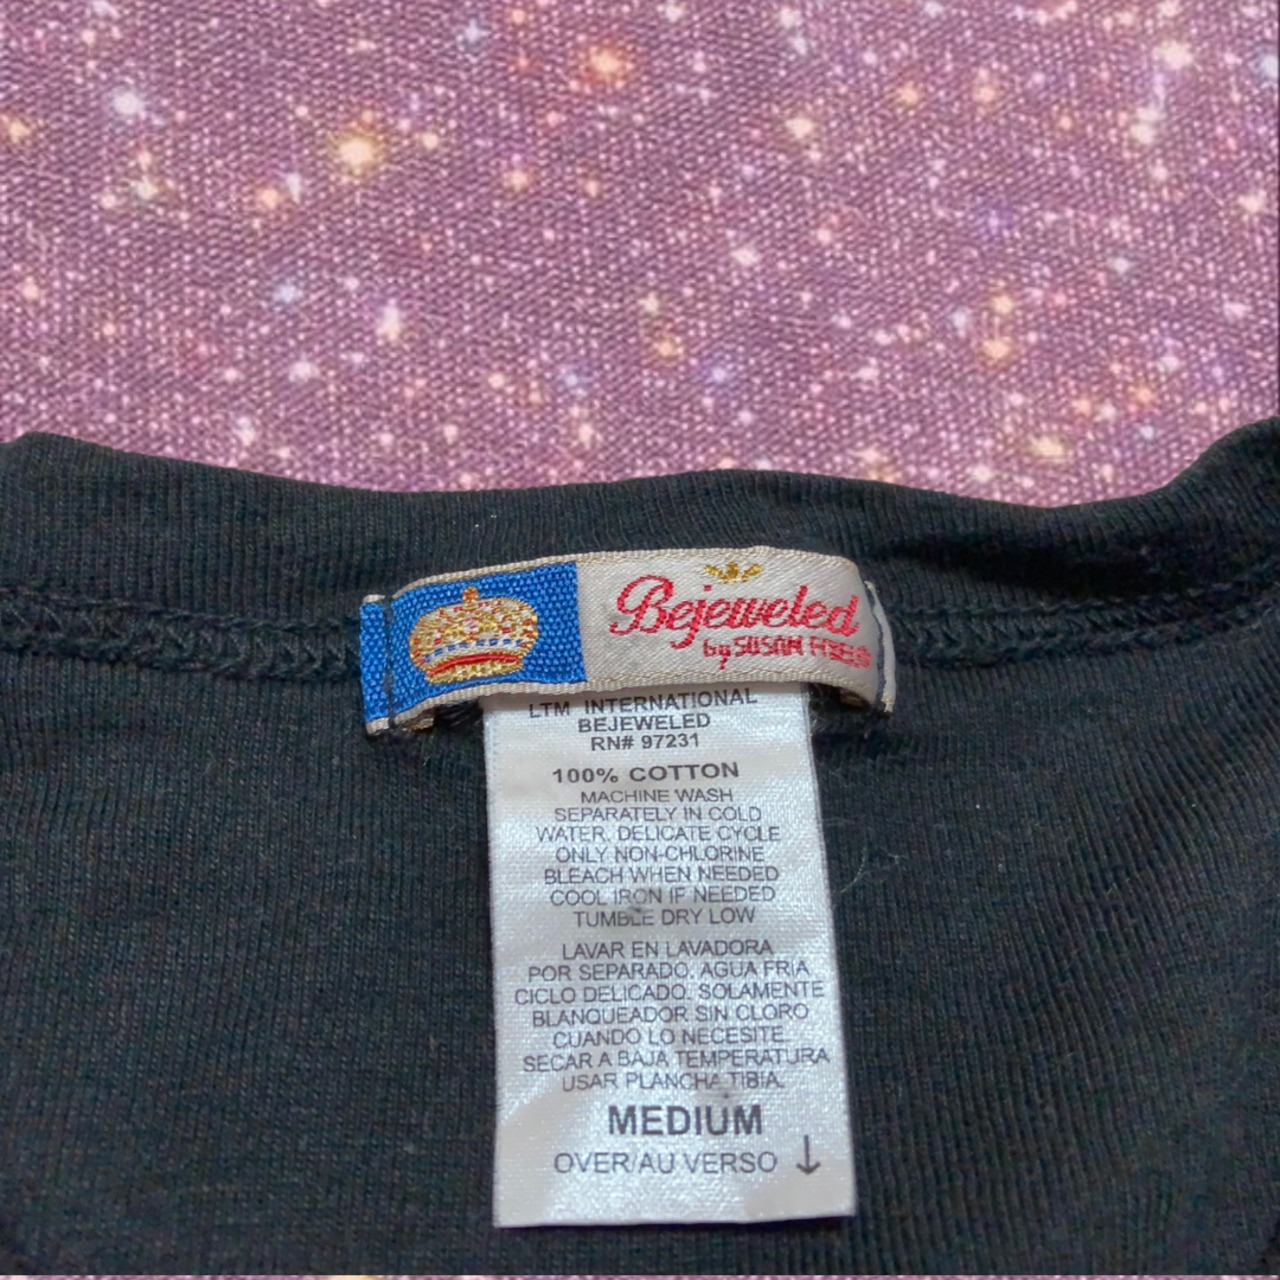 Bejeweled
by SUSAN
LTM INTERNATIONAL
BEJEWELED
RN# 97231
100% COTTON
MACHINE WASH
SEPARATELY IN COLD
WATER. DELICATE CYCLE
ONLY NON-CHLORINE
BLEACH WHEN NEEDED
COOL IRON IF NEEDED
TUMBLE DRY LOW
LAVAR EN LAVADORA
POR SEPARADO. AGUA FRIA
CICLO DELICADO. SOLAMENTE
BLANQUEADOR SIN CLORO
CUANDO LO NECESITE.
SECAR A BAJA TEMPERATURA
USAR PLANCHA TIBIA.
MEDIUM
OVER/AU VERSO ↓